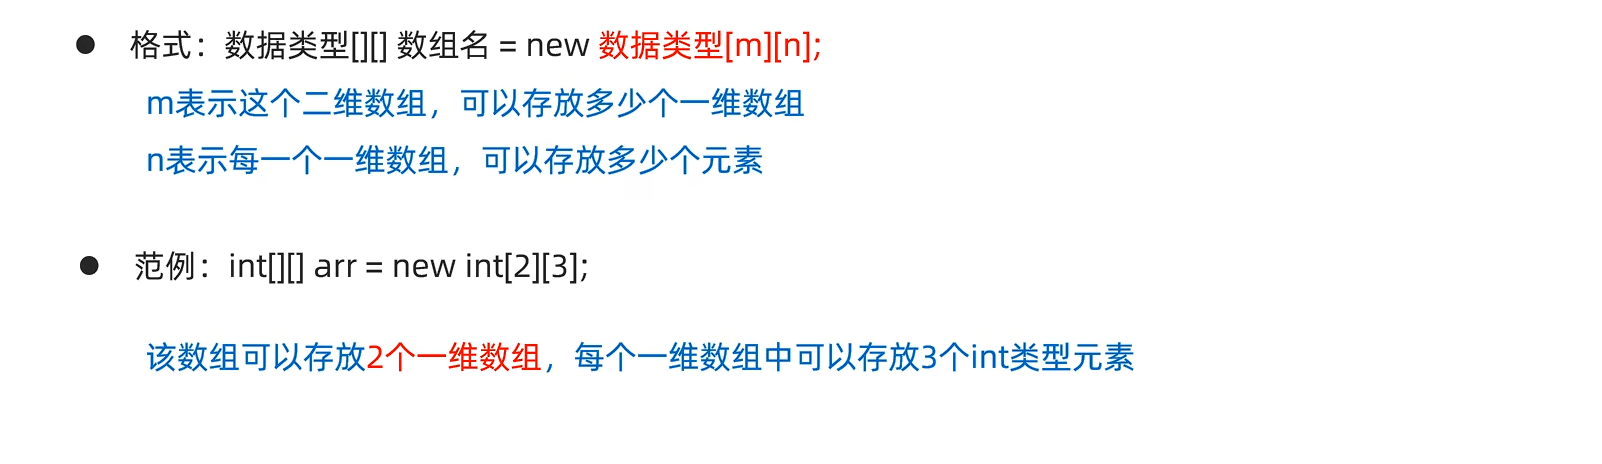 ● 格式：数据类型[][] 数组名 = new 数据类型[m][n];
m表示这个二维数组，可以存放多少个一维数组
n表示每一个一维数组，可以存放多少个元素
● 范例：int[][] arr = new int[2][3];
该数组可以存放2个一维数组，每个一维数组中可以存放3个int类型元素